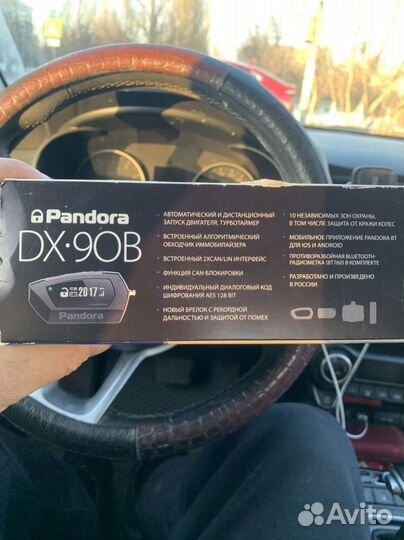 Pandora
DX·90B
20:17
Pandora
· АВТОМАТИЧЕСКИЙ И ДИСТАНЦИОННЫЙ
ЗАПУСК ДВИГАТЕЛЯ, ТУРБОТАЙМЕР
· ВСТРОЕННЫЙ АЛГОРИТМИЧЕСКИЙ
ОБХОДЧИК ИММОБИЛАЙЗЕРА
· ВСТРОЕННЫЙ 2XCAN/LIN ИНТЕРФЕЙС
· ФУНКЦИЯ CAN-БЛОКИРОВКИ
· ИНДИВИДУАЛЬНЫЙ ДИАЛОГОВЫЙ КОД
ШИФРОВАНИЯ AES 128 BIT
· НОВЫЙ БРЕЛОК С РЕКОРДНОЙ
ДАЛЬНОСТЬЮ И ЗАЩИТОЙ ОТ ПОМЕХ
· 10 НЕЗАВИСИМЫХ ЗОН ОХРАНЫ,
В ТОМ ЧИСЛЕ ЗАЩИТА ОТ КРАЖИ КОЛЕС
· МОБИЛЬНОЕ ПРИЛОЖЕНИЕ PANDORA BT
ДЛЯ IOS И ANDROID
· ПРОТИВОРАЗБОЙНАЯ BLUETOOTH-
РАДИОМЕТКА (BT760) В КОМПЛЕКТЕ
· РАЗРАБОТАНО И ПРОИЗВЕДЕНО
В РОССИИ
Avito